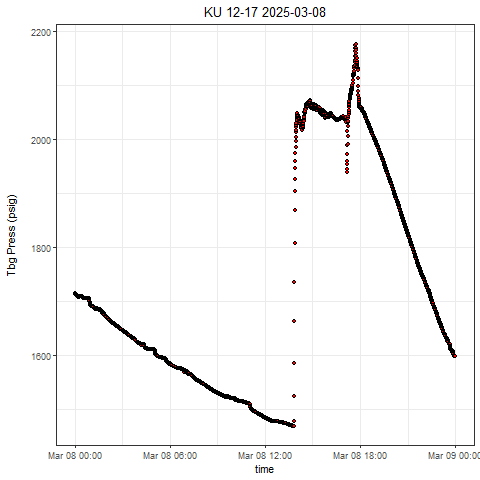 KU 12-17 2025-03-08
Tbg Press (psig)
2200
2000
1800
1600
Mar 08 00:00
Mar 08 06:00
Mar 08 12:00
Mar 08 18:00
Mar 09 00:00
time